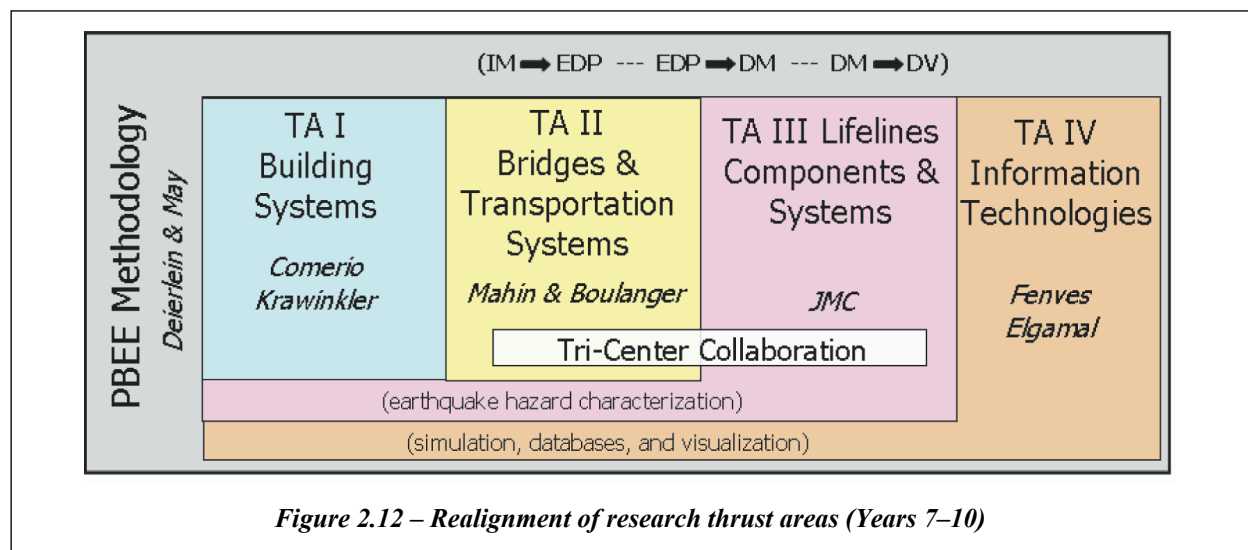 (IM ➡ EDP --- EDP ➡ DM --- DM ➡ DV)
PBEE Methodology
Deierlein & May
TA I
Building
Systems
Comerio
Krawinkler
TA II
Bridges &
Transportation
Systems
Mahin & Boulanger
TA III Lifelines
Components &
Systems
JMC
TA IV
Information
Technologies
Fenves
Elgamal
Tri-Center Collaboration
(earthquake hazard characterization)
(simulation, databases, and visualization)
Figure 2.12 – Realignment of research thrust areas (Years 7–10)